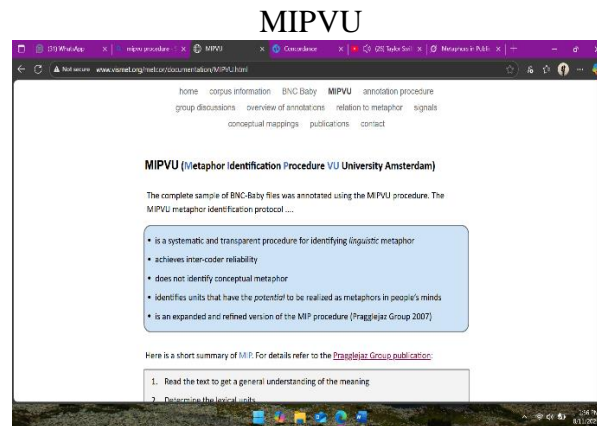 MIPVU
(31) WhatsApp
mipvu procedure -
MIPVU
Concordance
Metaphors in Public
Not secure www.vismet.org/metcor/documentation/MIPVU.html
home corpus information BNC Baby MIPVU annotation procedure
group discussions overview of annotations relation to metaphor signals
conceptual mappings publications contact
MIPVU (Metaphor Identification Procedure VU University Amsterdam)
The complete sample of BNC-Baby files was annotated using the MIPVU procedure. The
MIPVU metaphor identification protocol ....
• is a systematic and transparent procedure for identifying linguistic metaphor
• achieves inter-coder reliability
• does not identify conceptual metaphor
• identifies units that have the potential to be realized as metaphors in people's minds
• is an expanded and refined version of the MIP procedure (Pragglejaz Group 2007)
Here is a short summary of MIP. For details refer to the Pragglejaz Group publication:
1. Read the text to get a general understanding of the meaning
2. Determine the lexical units